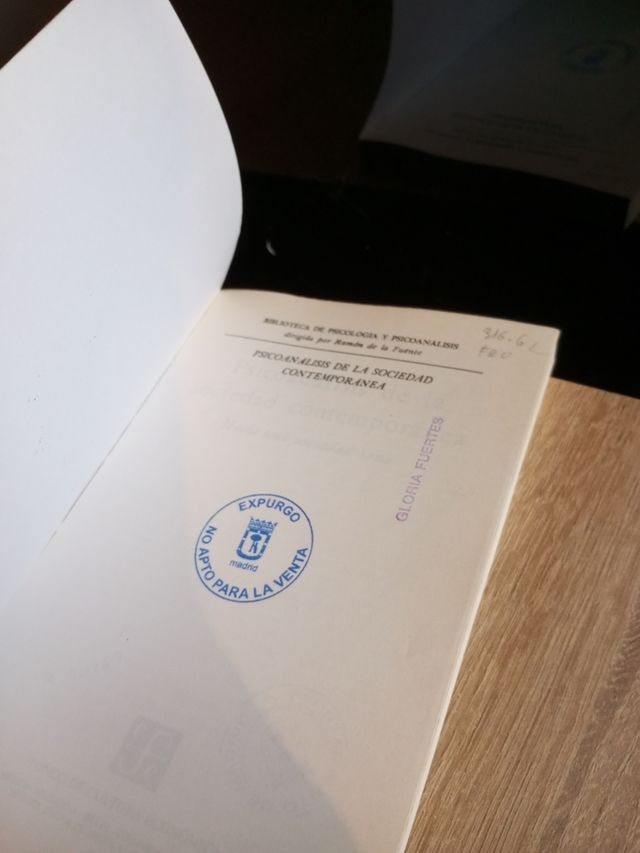 BIBLIOTECA DE PSICOLOGIA Y PSICOANALISIS
dirigida por Ramón de la Fuente
PSICOANALISIS DE LA SOCIEDAD
CONTEMPORANEA
316.62
FRO
GLORIA FUERTES
EXPURGO
madrid
NO APTO PARA LA VENTA